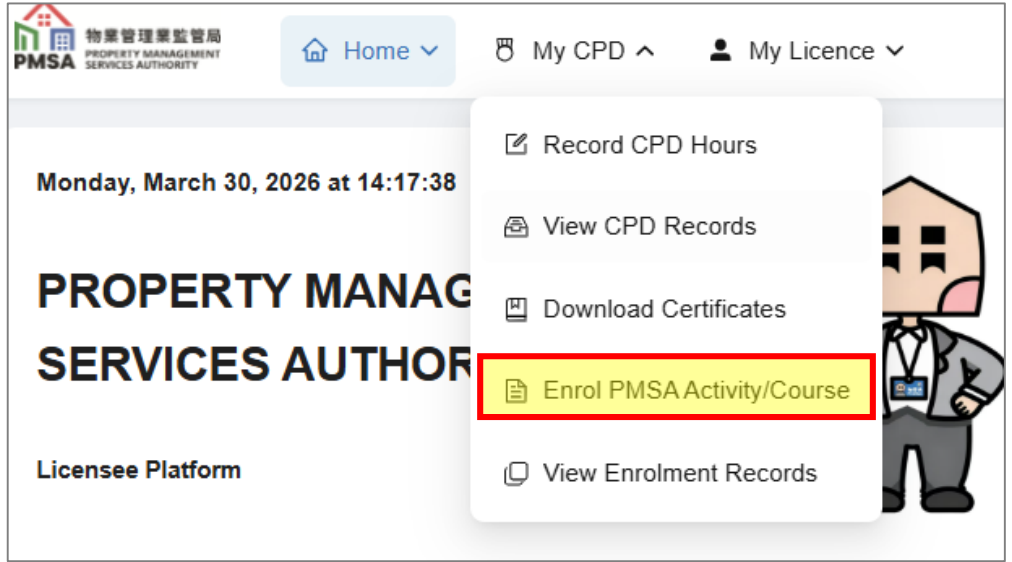 物業管理業監管局
PROPERTY MANAGEMENT
SERVICES AUTHORITY
PMSA
Home
My CPD
My Licence
Record CPD Hours
Monday, March 30, 2026 at 14:17:38
View CPD Records
PROPERTY MANAG
Download Certificates
SERVICES AUTHOR
Enrol PMSA Activity/Course
Licensee Platform
View Enrolment Records